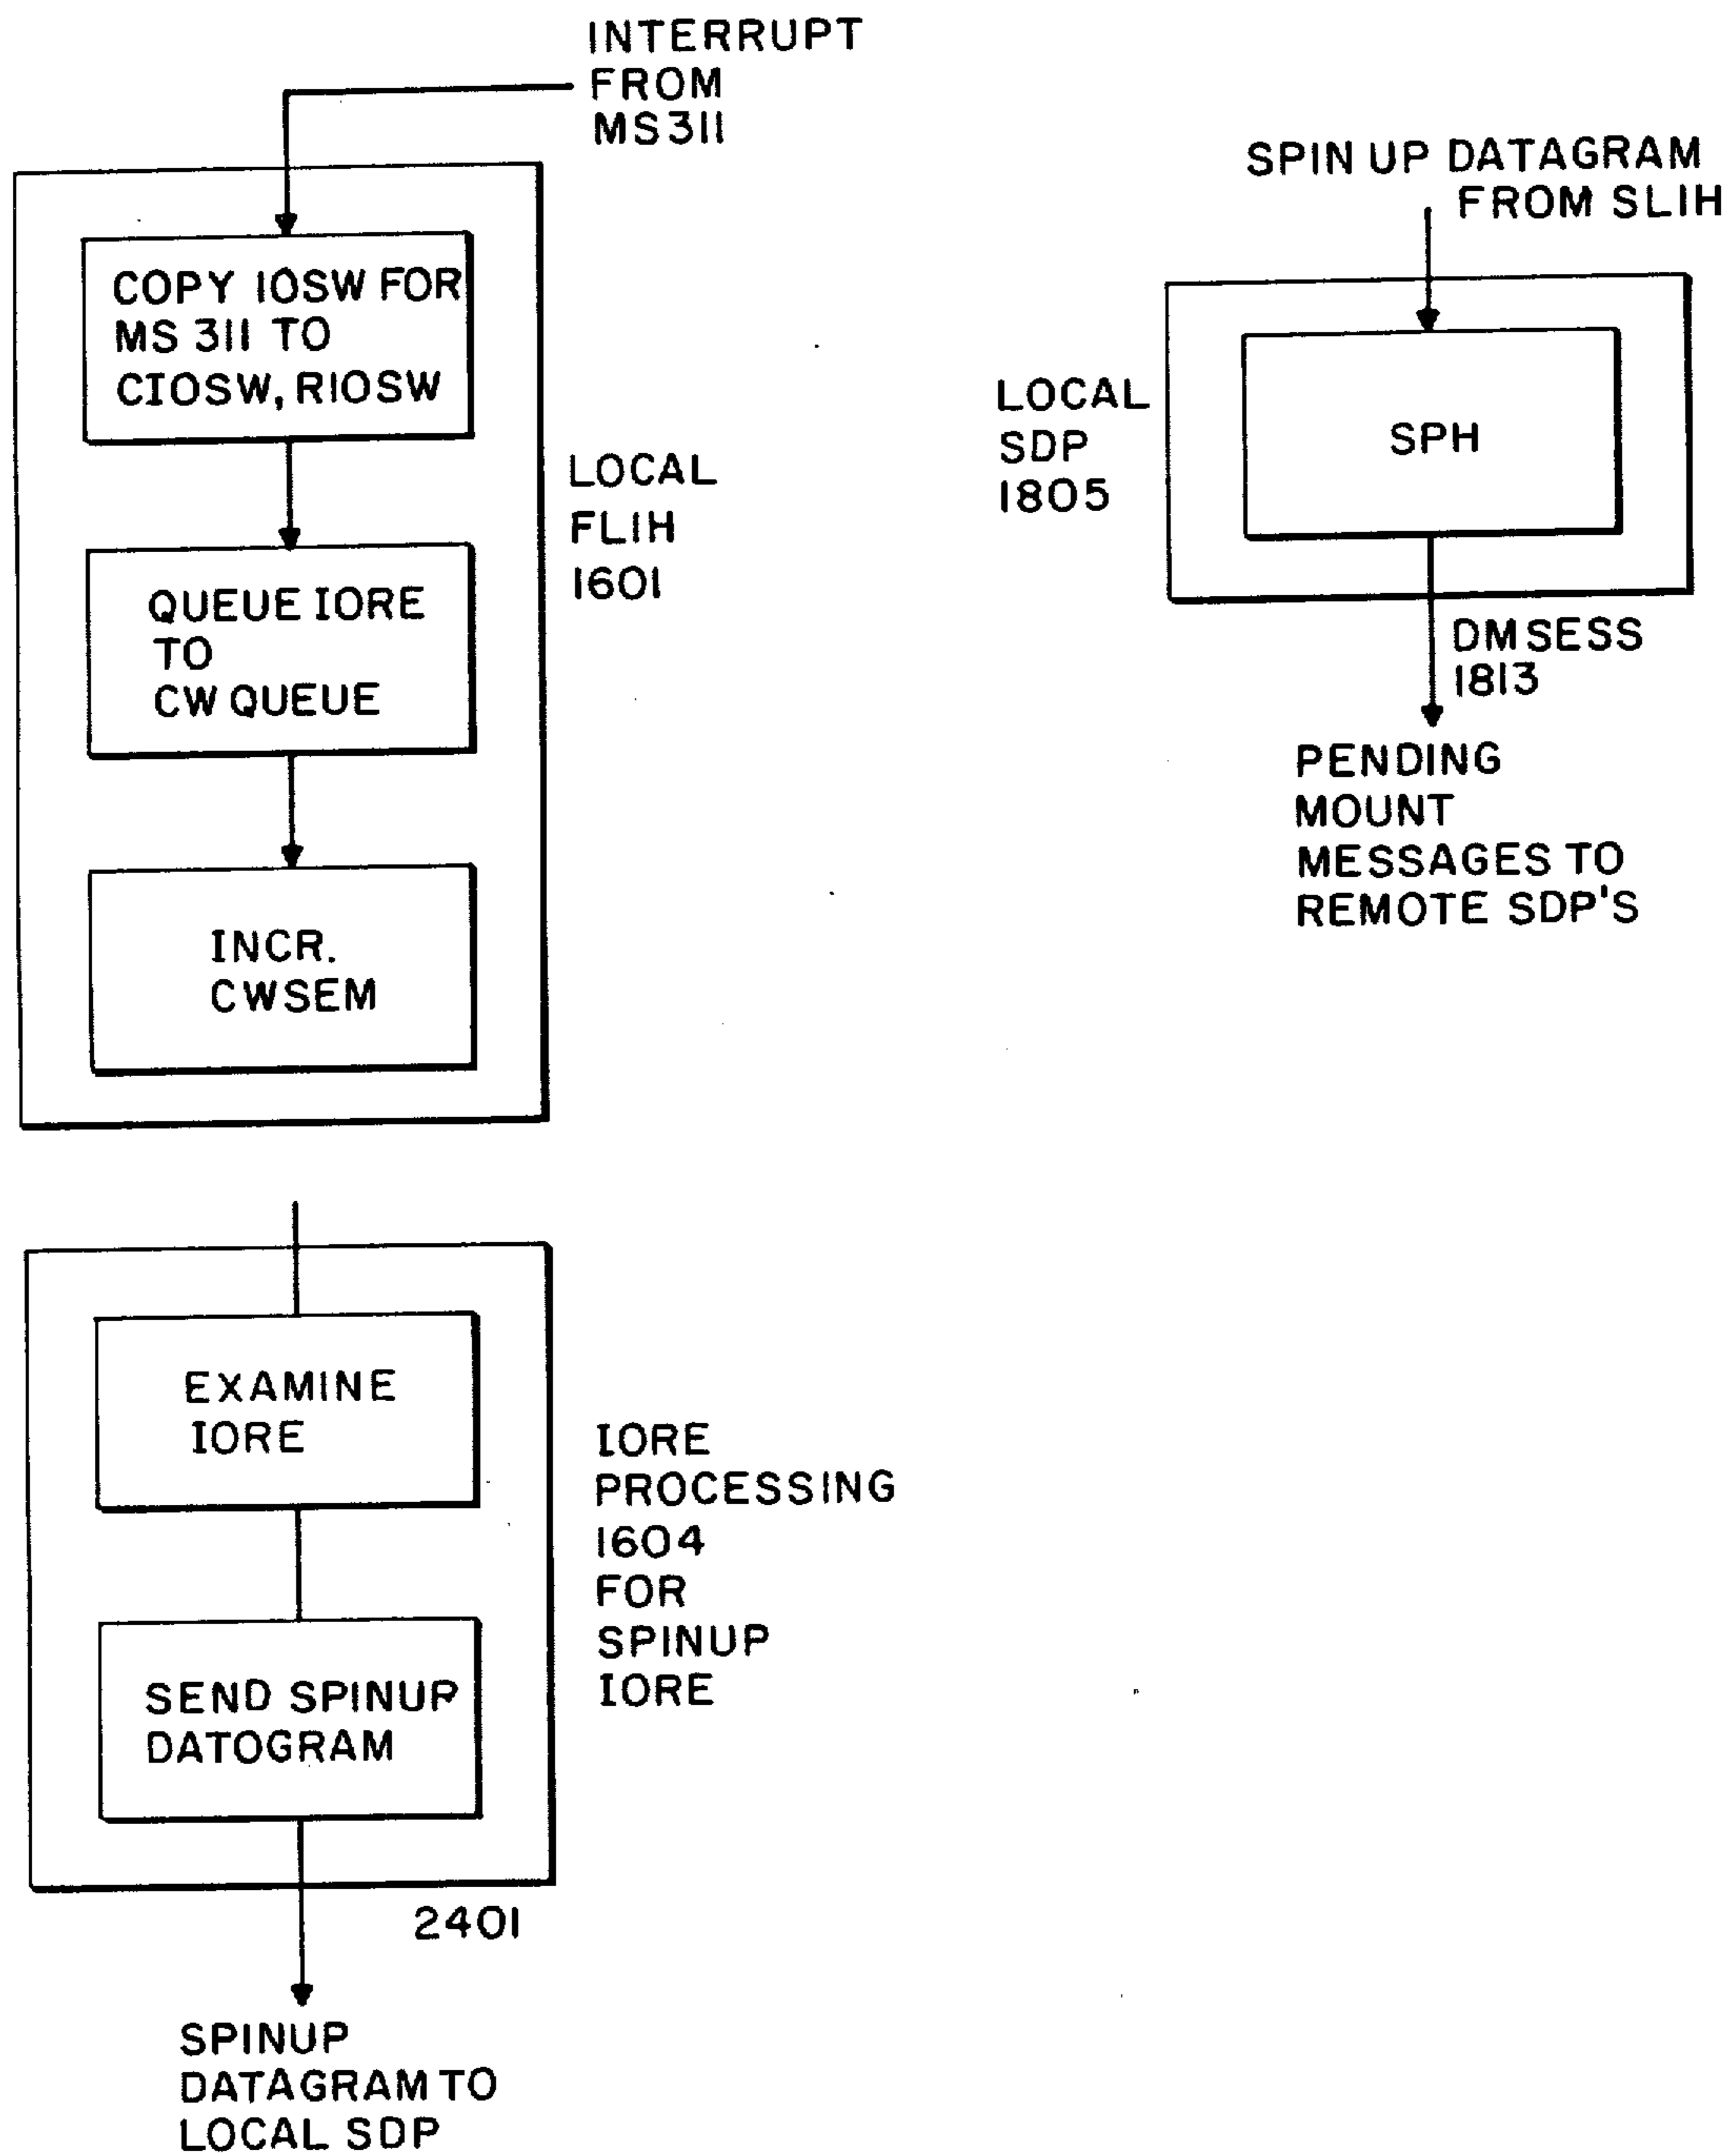 INTERRUPT
FROM
MS311
COPY IOSW FOR
MS 311 TO
CIOSW, RIOSW
QUEUE IORE
TO
CW QUEUE
INCR.
CWSEM
LOCAL
FLIH
1601
EXAMINE
IORE
SEND SPINUP
DATOGRAM
IORE
PROCESSING
1604
FOR
SPINUP
IORE
2401
SPINUP
DATAGRAM TO
LOCAL SDP
SPIN UP DATAGRAM
FROM SLIH
LOCAL
SDP
1805
SPH
DMSESS
1813
PENDING
MOUNT
MESSAGES TO
REMOTE SDP'S